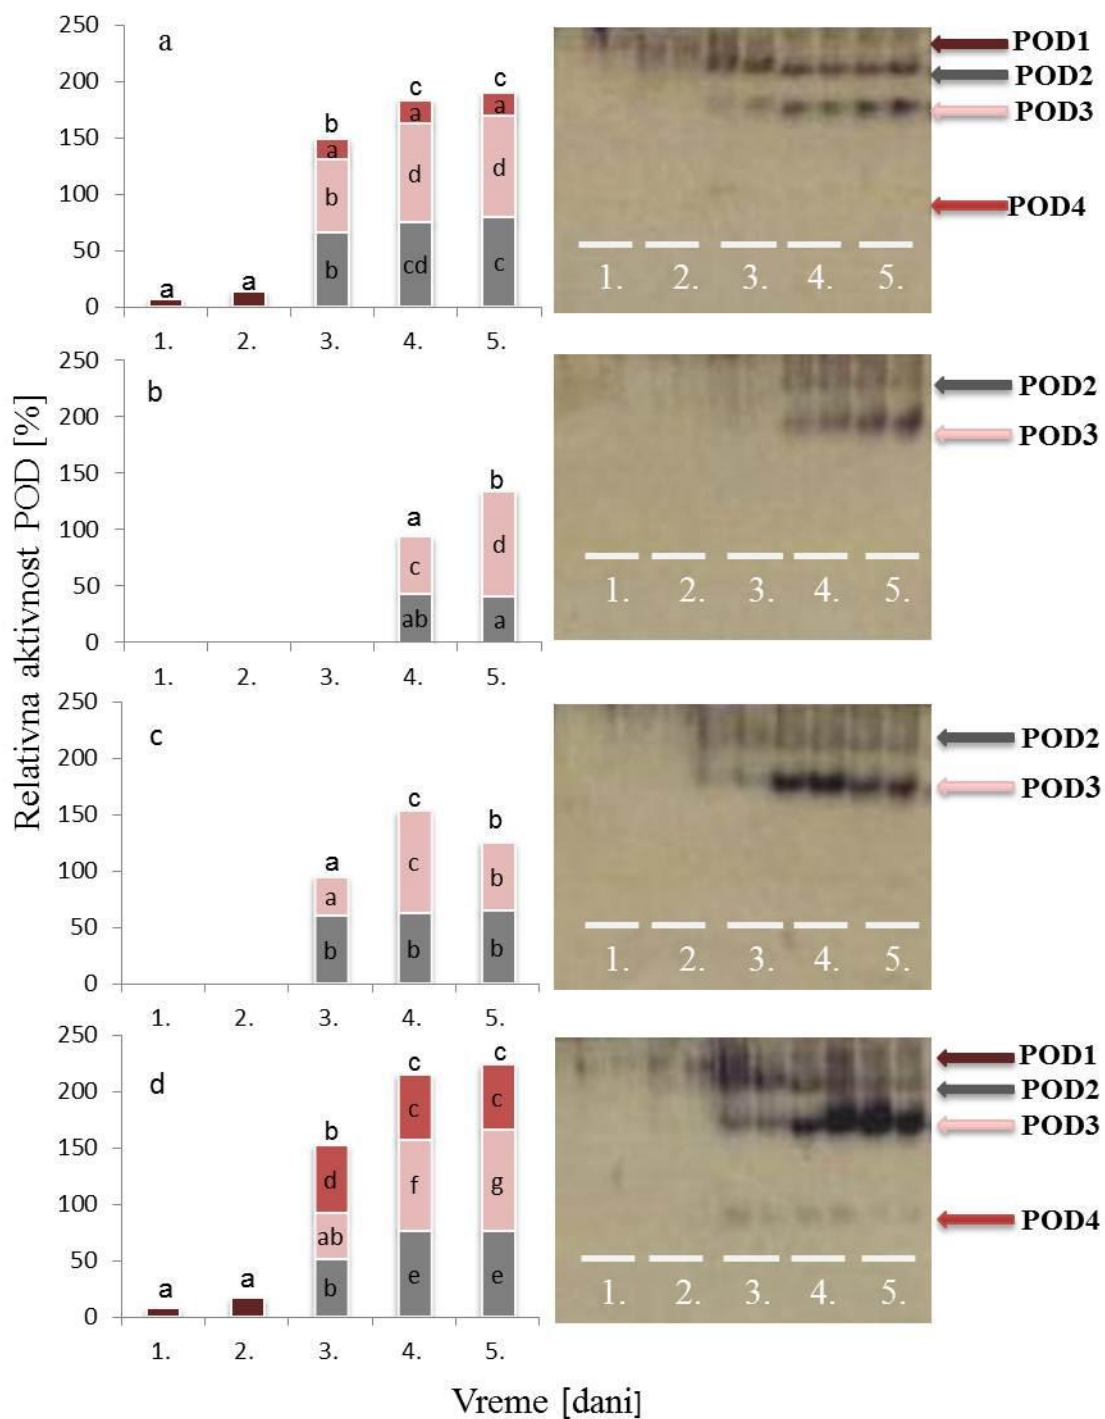 Relativna aktivnost POD [%]
a
250
200
150
100
50
0
a
a
b
a
b
b
c
a
d
cd
c
a
d
c
1. 2. 3. 4. 5.
POD1
POD2
POD3
POD4
1. 2. 3. 4. 5.
b
250
200
150
100
50
0
a
c
ab
b
d
a
1. 2. 3. 4. 5.
POD2
POD3
1. 2. 3. 4. 5.
c
250
200
150
100
50
0
a
a
b
c
c
b
b
b
b
1. 2. 3. 4. 5.
POD2
POD3
1. 2. 3. 4. 5.
d
250
200
150
100
50
0
a
a
b
d
ab
b
c
c
f
e
c
c
g
e
1. 2. 3. 4. 5.
POD1
POD2
POD3
POD4
1. 2. 3. 4. 5.
Vreme [dani]